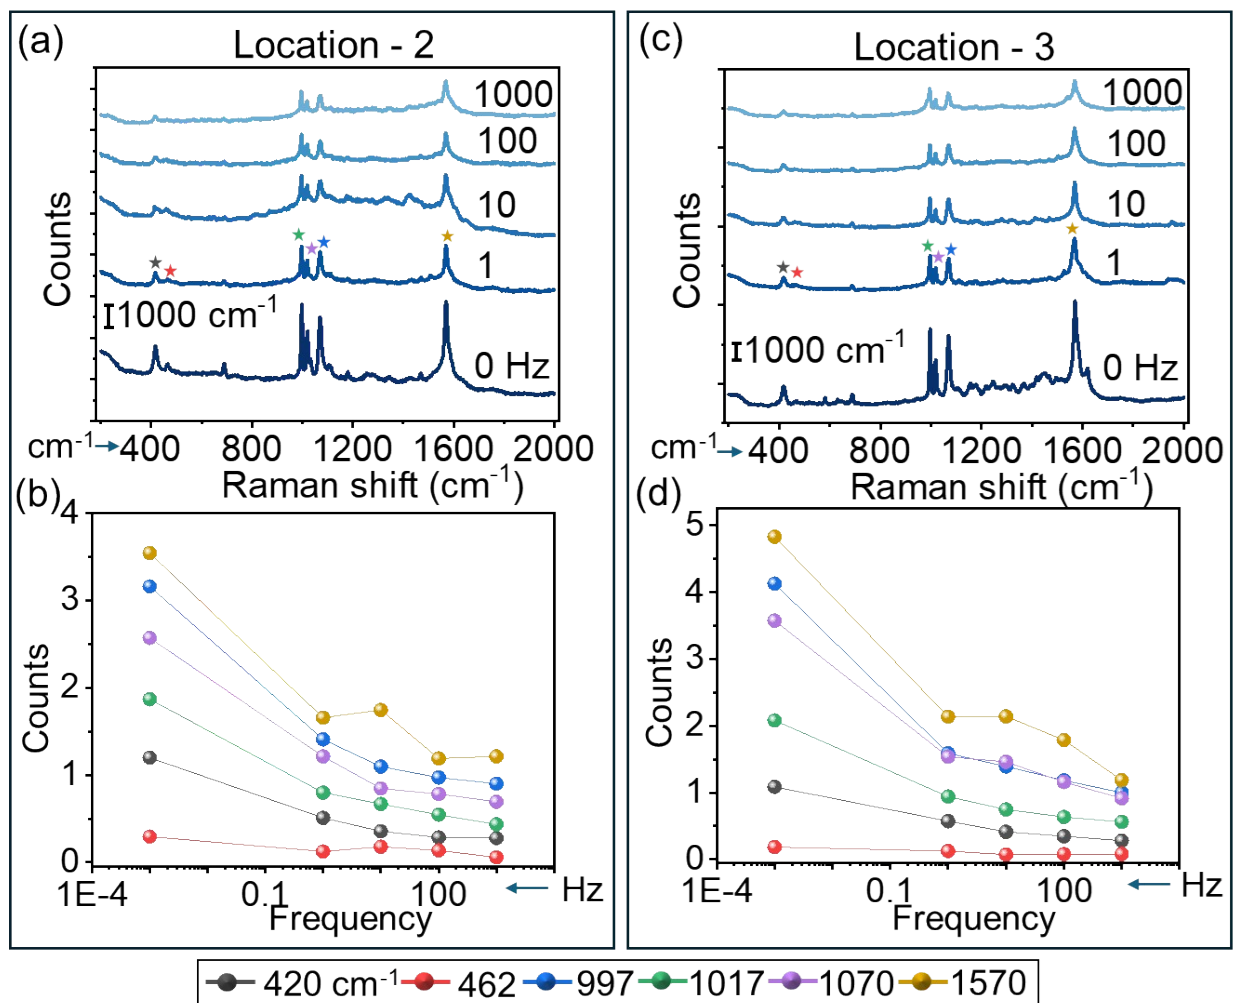 (a)
Location - 2
Counts
1000
100
10
1
1000 cm-1
0 Hz
cm-1
400 800 1200 1600 2000
Raman shift (cm-1)
(b)
Counts
4
3
2
1
0
1E-4 0.1 100 Hz
Frequency
(c)
Location - 3
Counts
1000
100
10
1
1000 cm-1
0 Hz
cm-1
400 800 1200 1600 2000
Raman shift (cm-1)
(d)
Counts
5
4
3
2
1
0
1E-4 0.1 100 Hz
Frequency
420 cm-1 462 997 1017 1070 1570